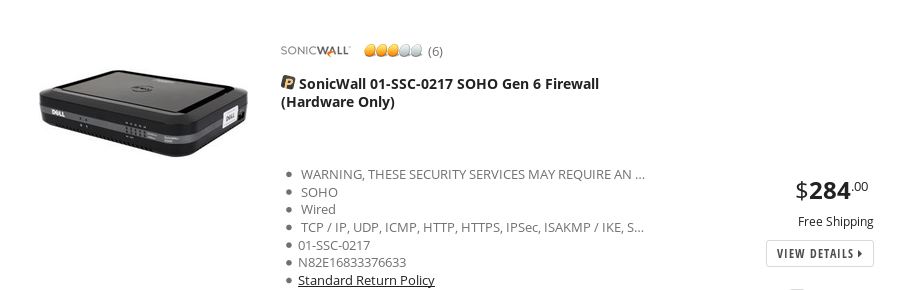 SONICWALL (6)
P SonicWall 01-SSC-0217 SOHO Gen 6 Firewall
(Hardware Only)
DELL
DELL
WARNING, THESE SECURITY SERVICES MAY REQUIRE AN ...
SOHO
Wired
TCP / IP, UDP, ICMP, HTTP, HTTPS, IPSec, ISAKMP / IKE, S...
01-SSC-0217
N82E16833376633
Standard Return Policy
$284.00
Free Shipping
VIEW DETAILS